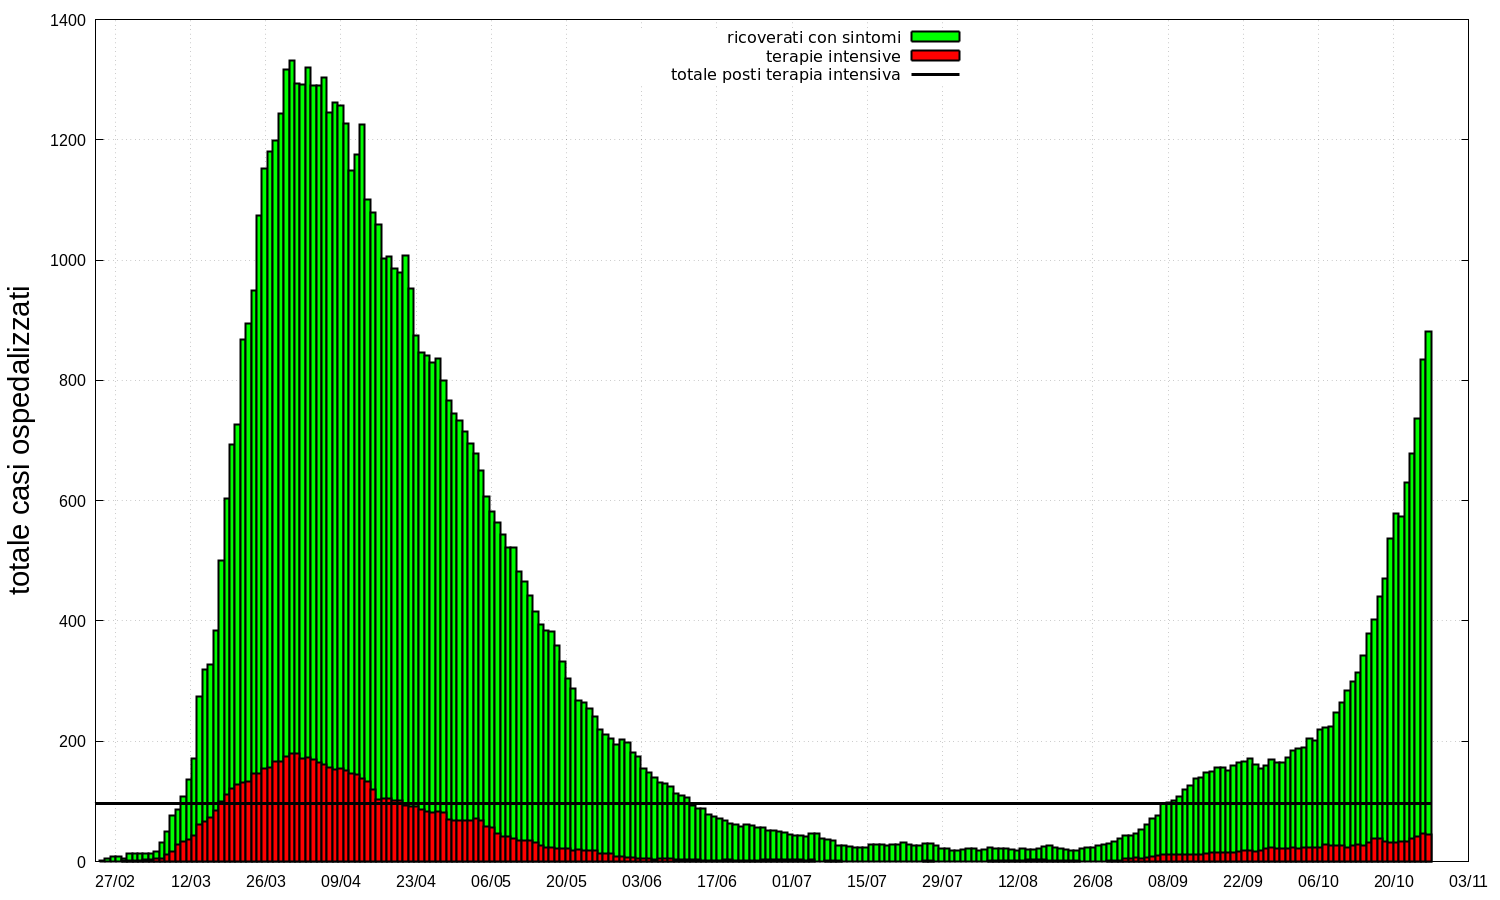 ricoverati con sintomi
terapie intensive
totale posti terapia intensiva
totale casi ospedalizzati
1400
1200
1000
800
600
400
200
0
27/02 12/03 26/03 09/04 23/04 06/05 20/05 03/06 17/06 01/07 15/07 29/07 12/08 26/08 08/09 22/09 06/10 20/10 03/11